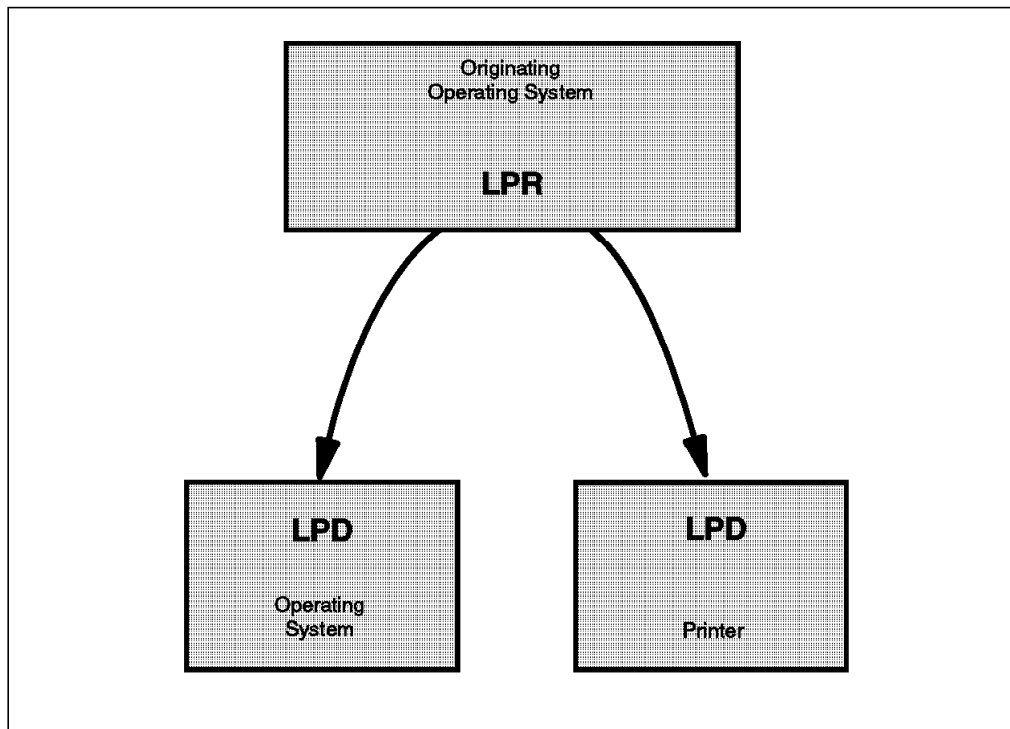 Originating
Operating System
LPR
LPD
Operating
System
LPD
Printer